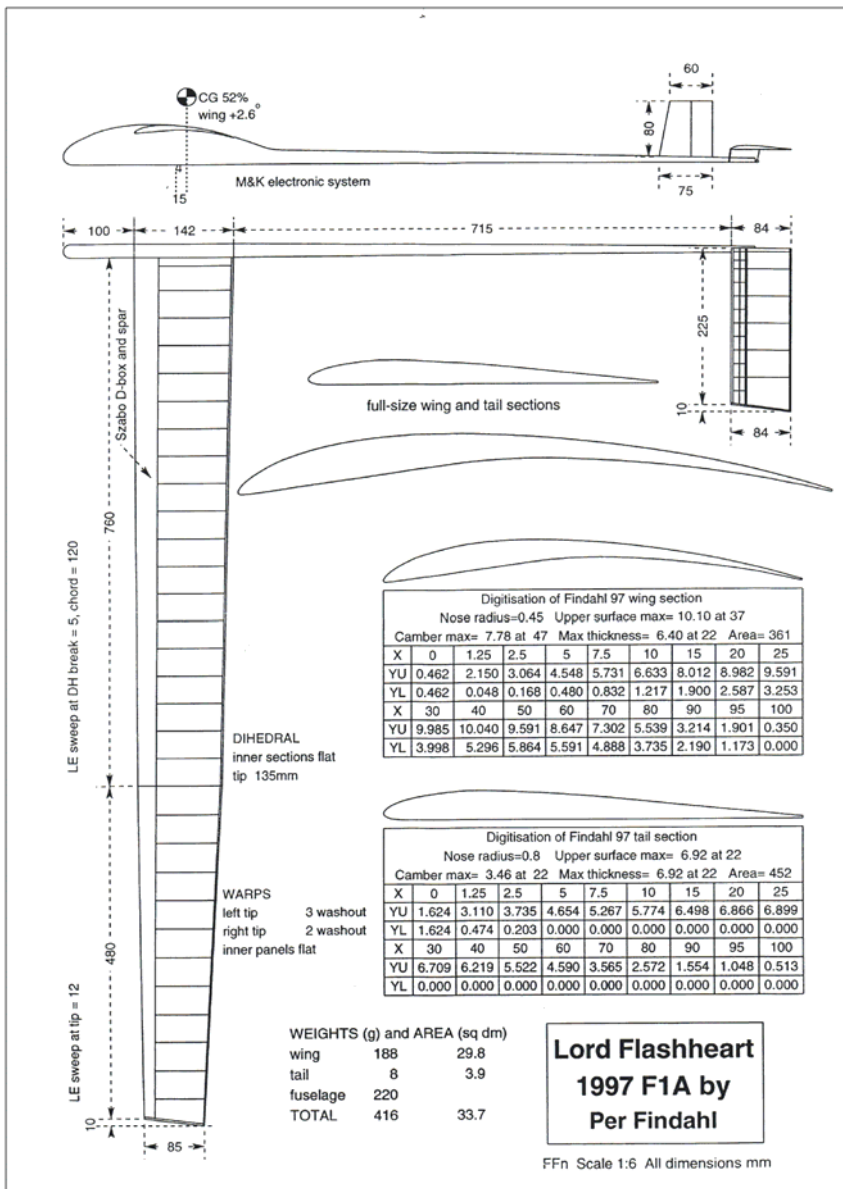 60
CG 52%
wing +2.6°
80
4
M&K electronic system
75
15
100
142
715
84
225
Szabo D-box and spar
full-size wing and tail sections
10
84
760
LE sweep at DH break = 5, chord = 120
Digitisation of Findahl 97 wing section
Nose radius=0.45 Upper surface max= 10.10 at 37
Camber max= 7.78 at 47 Max thickness= 6.40 at 22 Area= 361
X 0 1.25 2.5 5 7.5 10 15 20 25
YU 0.462 2.150 3.064 4.548 5.731 6.633 8.012 8.982 9.591
YL 0.462 0.048 0.168 0.480 0.832 1.217 1.900 2.587 3.253
X 30 40 50 60 70 80 90 95 100
YU 9.985 10.040 9.591 8.647 7.302 5.539 3.214 1.901 0.350
YL 3.998 5.296 5.864 5.591 4.888 3.735 2.190 1.173 0.000
DIHEDRAL
inner sections flat
tip 135mm
Digitisation of Findahl 97 tail section
Nose radius=0.8 Upper surface max= 6.92 at 22
Camber max= 3.46 at 22 Max thickness= 6.92 at 22 Area= 452
X 0 1.25 2.5 5 7.5 10 15 20 25
YU 1.624 3.110 3.735 4.654 5.267 5.774 6.498 6.866 6.899
YL 1.624 0.474 0.203 0.000 0.000 0.000 0.000 0.000 0.000
X 30 40 50 60 70 80 90 95 100
YU 6.709 6.219 5.522 4.590 3.565 2.572 1.554 1.048 0.513
YL 0.000 0.000 0.000 0.000 0.000 0.000 0.000 0.000 0.000
WARPS
left tip 3 washout
right tip 2 washout
inner panels flat
480
LE sweep at tip = 12
WEIGHTS (g) and AREA (sq dm)
wing 188 29.8
tail 8 3.9
fuselage 220
TOTAL 416 33.7
10
85
Lord Flashheart
1997 F1A by
Per Findahl
FFn Scale 1:6 All dimensions mm